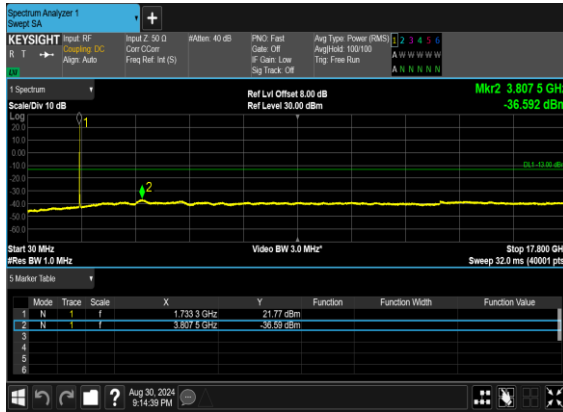 Spectrum Analyzer 1
Swept SA
+
KEYSIGHT
R T
LXI
Input: RF
Coupling: DC
Align: Auto
Input Z: 50 Ω
Corr CCorr
Freq Ref: Int (S)
#Atten: 40 dB
PNO: Fast
Gate: Off
IF Gain: Low
Sig Track: Off
Avg Type: Power (RMS)
Avg|Hold: 100/100
Trig: Free Run
1 2 3 4 5 6
A W W W W W
A N N N N N
1 Spectrum
Scale/Div 10 dB
Ref Lvl Offset 8.00 dB
Ref Level 30.00 dBm
Mkr2 3.807 5 GHz
-36.592 dBm
Log
20.0
10.0
0.00
-10.0
-20.0
-30.0
-40.0
-50.0
-60.0
1
2
DL1 -13.00 dBm
Start 30 MHz
#Res BW 1.0 MHz
Video BW 3.0 MHz*
Stop 17.800 GHz
Sweep 32.0 ms (40001 pts)
5 Marker Table
Mode Trace Scale X Y Function Function Width Function Value
1 N 1 f 1.733 3 GHz 21.77 dBm
2 N 1 f 3.807 5 GHz -36.59 dBm
3
4
5
6
?
Aug 30, 2024
9:14:39 PM